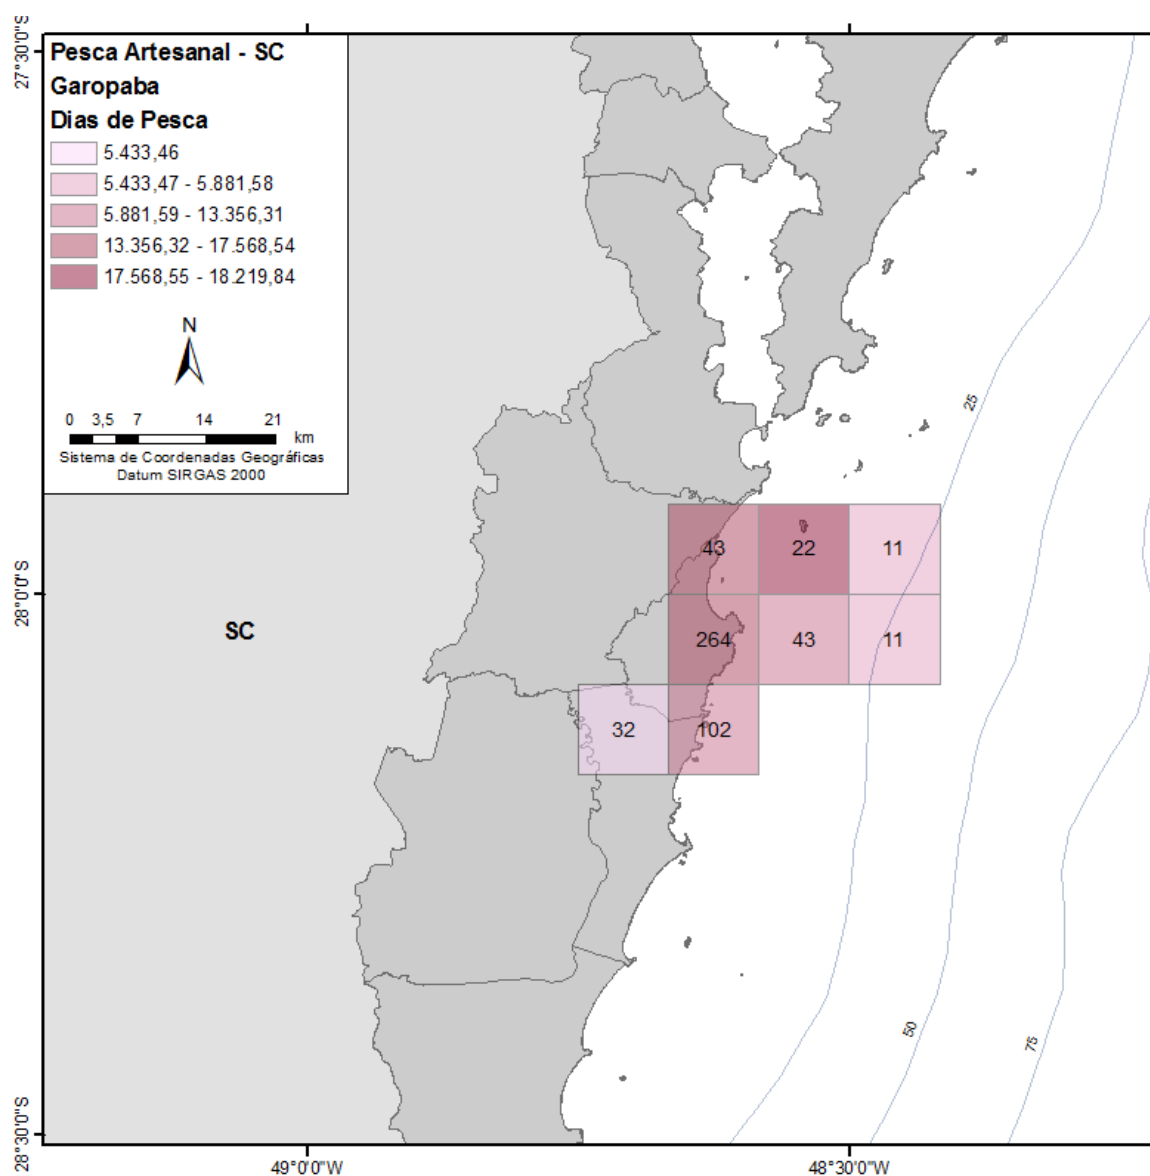 Pesca Artesanal - SC
Garopaba
Dias de Pesca
5.433,46
5.433,47 - 5.881,58
5.881,59 - 13.356,31
13.356,32 - 17.568,54
17.568,55 - 18.219,84
N
0 3,5 7 14 21
km
Sistema de Coordenadas Geográficas
Datum SIRGAS 2000
27°30'0"S
28°0'0"S
28°30'0"S
SC
25
43 22 11
264 43 11
32 102
50
75
49°0'0"W 48°30'0"W